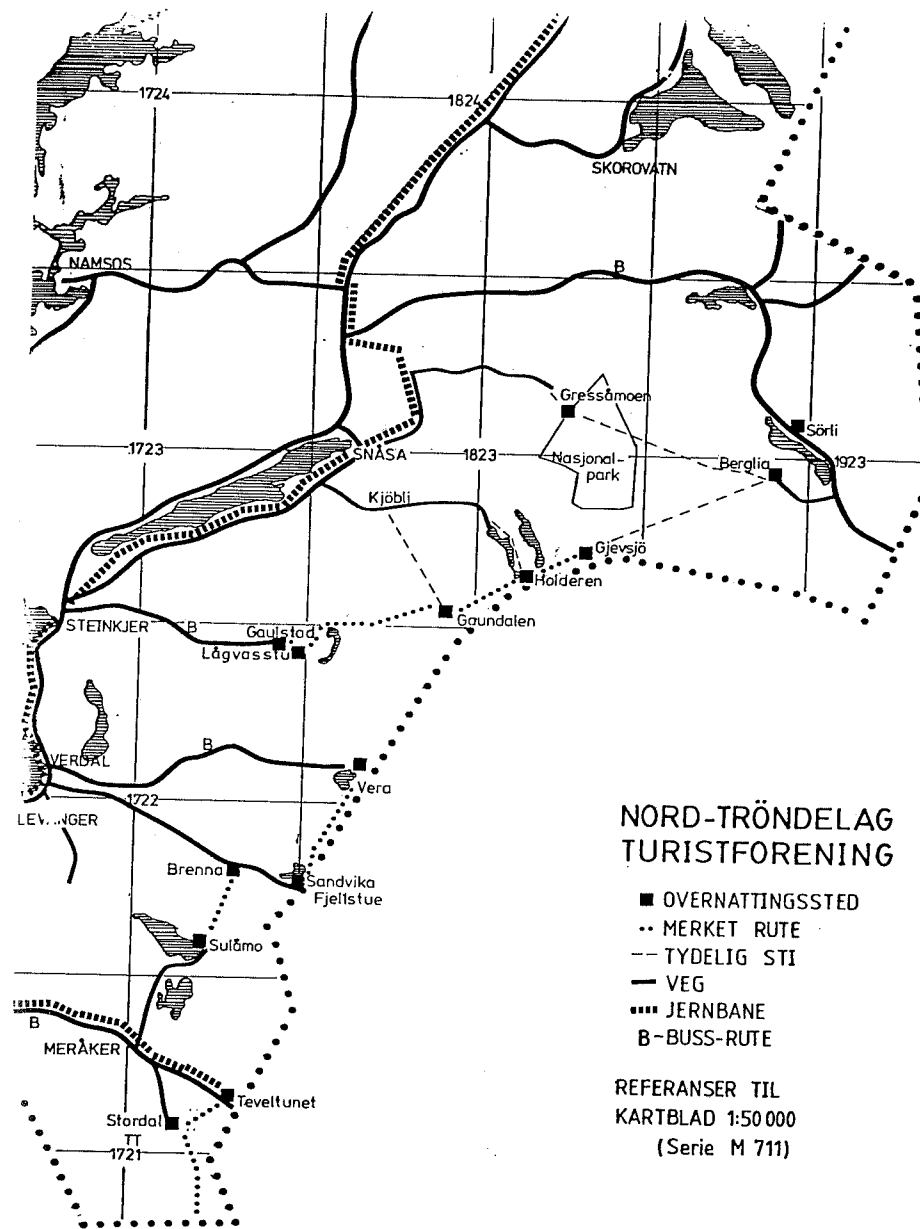 1724
1824
SKOROVATN
NAMSOS
B
Gressåmoen
Sörli
1723
SNÅSA
1823
Nasjonal-
park
Berglia
1923
Kjöbli
Gjevsjö
Holderen
Gaundalen
STEINKJER
B
Gaulstad
Lågvasstu
VERDAL
B
Vera
1722
LEVANGER
Brenna
Sandvika
Fjellstue
Sulåmo
B
MERÅKER
Teveltunet
Stordal
TT
1721
NORD-TRÖNDELAG
TURISTFORENING
OVERNATTINGSSTED
MERKET RUTE
TYDELIG STI
VEG
JERNBANE
B-BUSS-RUTE
REFERANSER TIL
KARTBLAD 1:50 000
(Serie M 711)